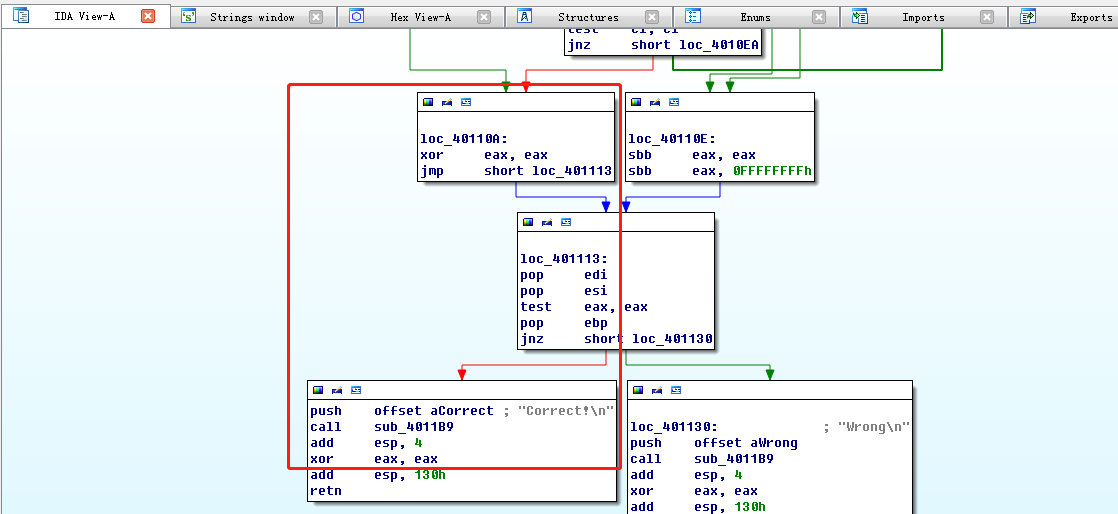 IDA View-A
Strings window
Hex View-A
Structures
Enums
Imports
Exports
test cl, cl
jnz short loc_4010EA
loc_40110A:
xor eax, eax
jmp short loc_401113
loc_40110E:
sbb eax, eax
sbb eax, 0FFFFFFFFh
loc_401113:
pop edi
pop esi
test eax, eax
pop ebp
jnz short loc_401130
push offset aCorrect ; "Correct!\n"
call sub_4011B9
add esp, 4
xor eax, eax
add esp, 130h
retn
loc_401130: ; "Wrong\n"
push offset aWrong
call sub_4011B9
add esp, 4
xor eax, eax
add esp, 130h